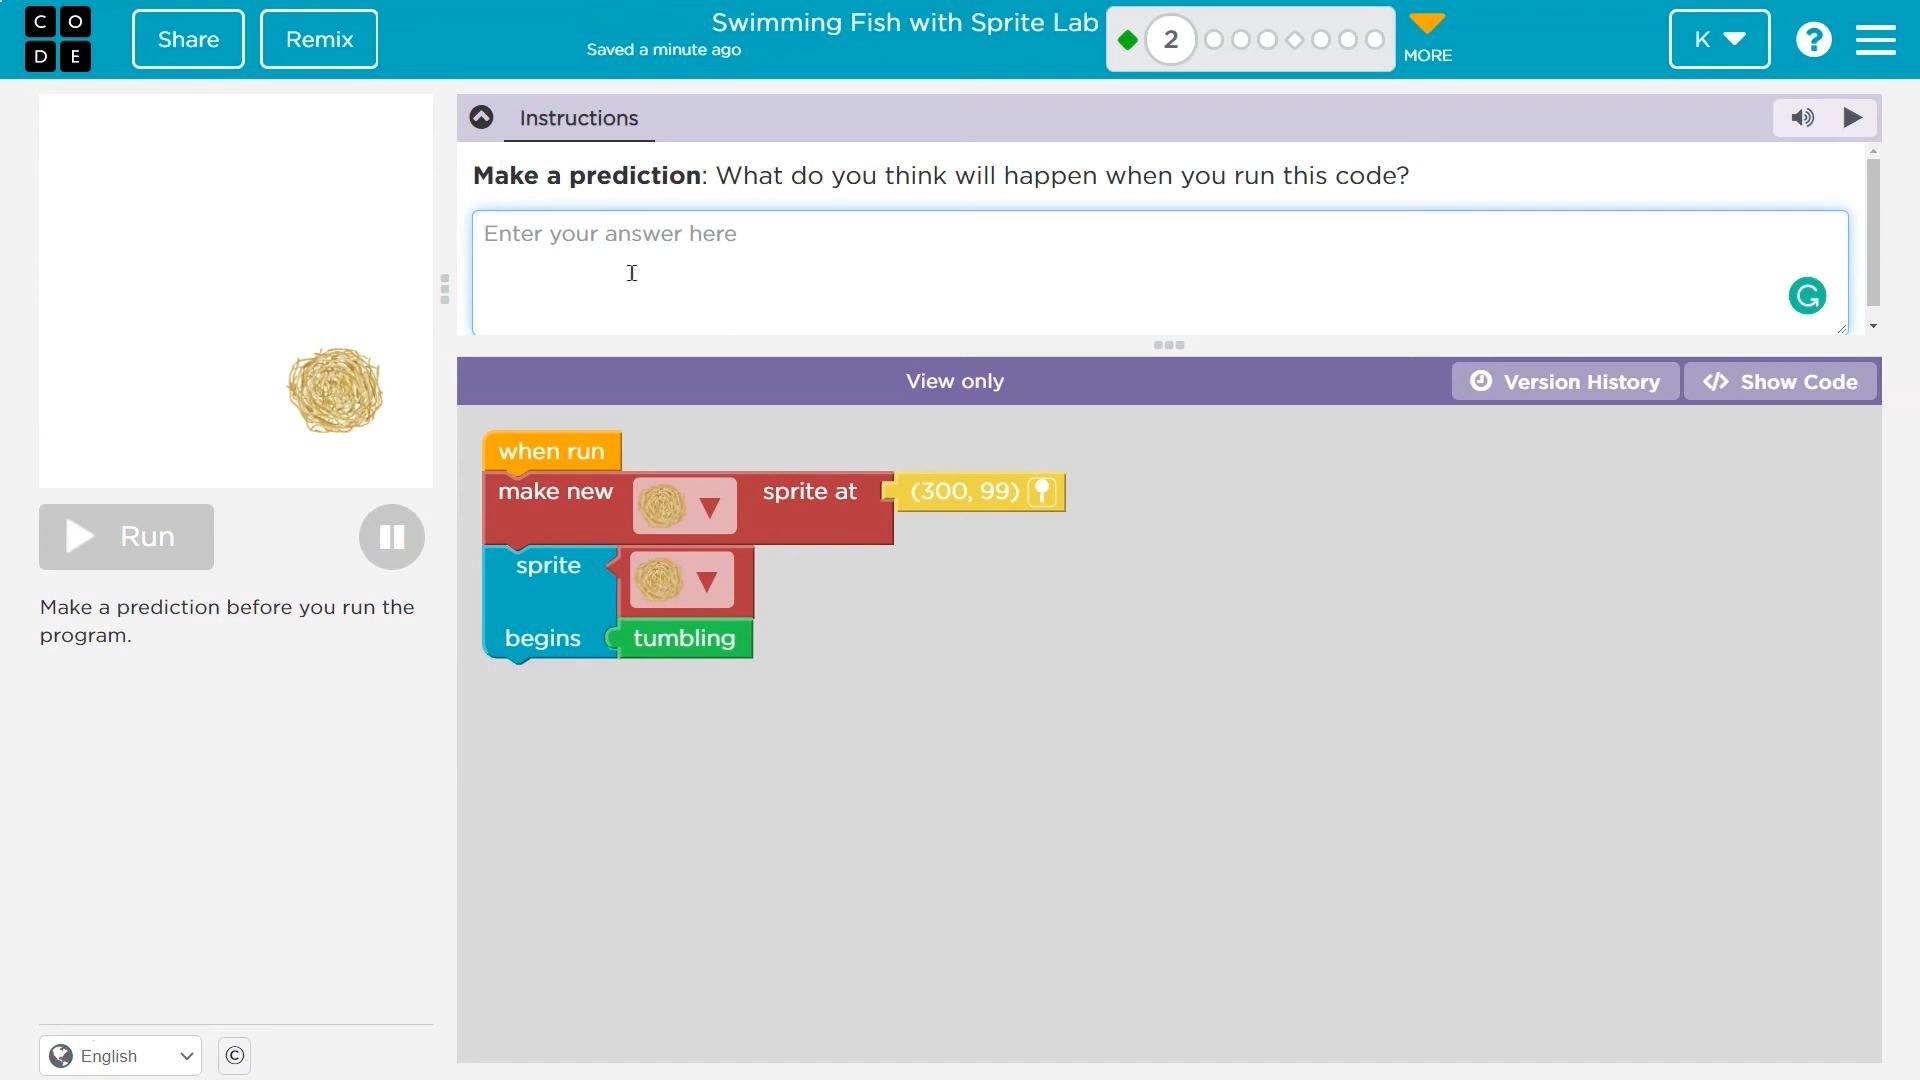 C O
D E
Share
Remix
Swimming Fish with Sprite Lab
Saved a minute ago
2
MORE
K
?
Instructions
Make a prediction: What do you think will happen when you run this code?
Enter your answer here
View only
Version History
</> Show Code
when run
make new sprite at (300, 99)
sprite
begins tumbling
Run
Make a prediction before you run the
program.
English
©